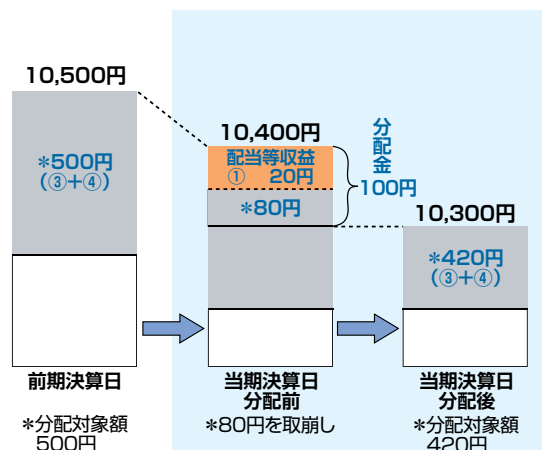 10,500円
*500円
(③+④)
前期決算日
*分配対象額
500円
10,400円
配当等収益
① 20円
*80円
分配金
100円
当期決算日
分配前
*80円を取崩し
10,300円
*420円
(③+④)
当期決算日
分配後
*分配対象額
420円